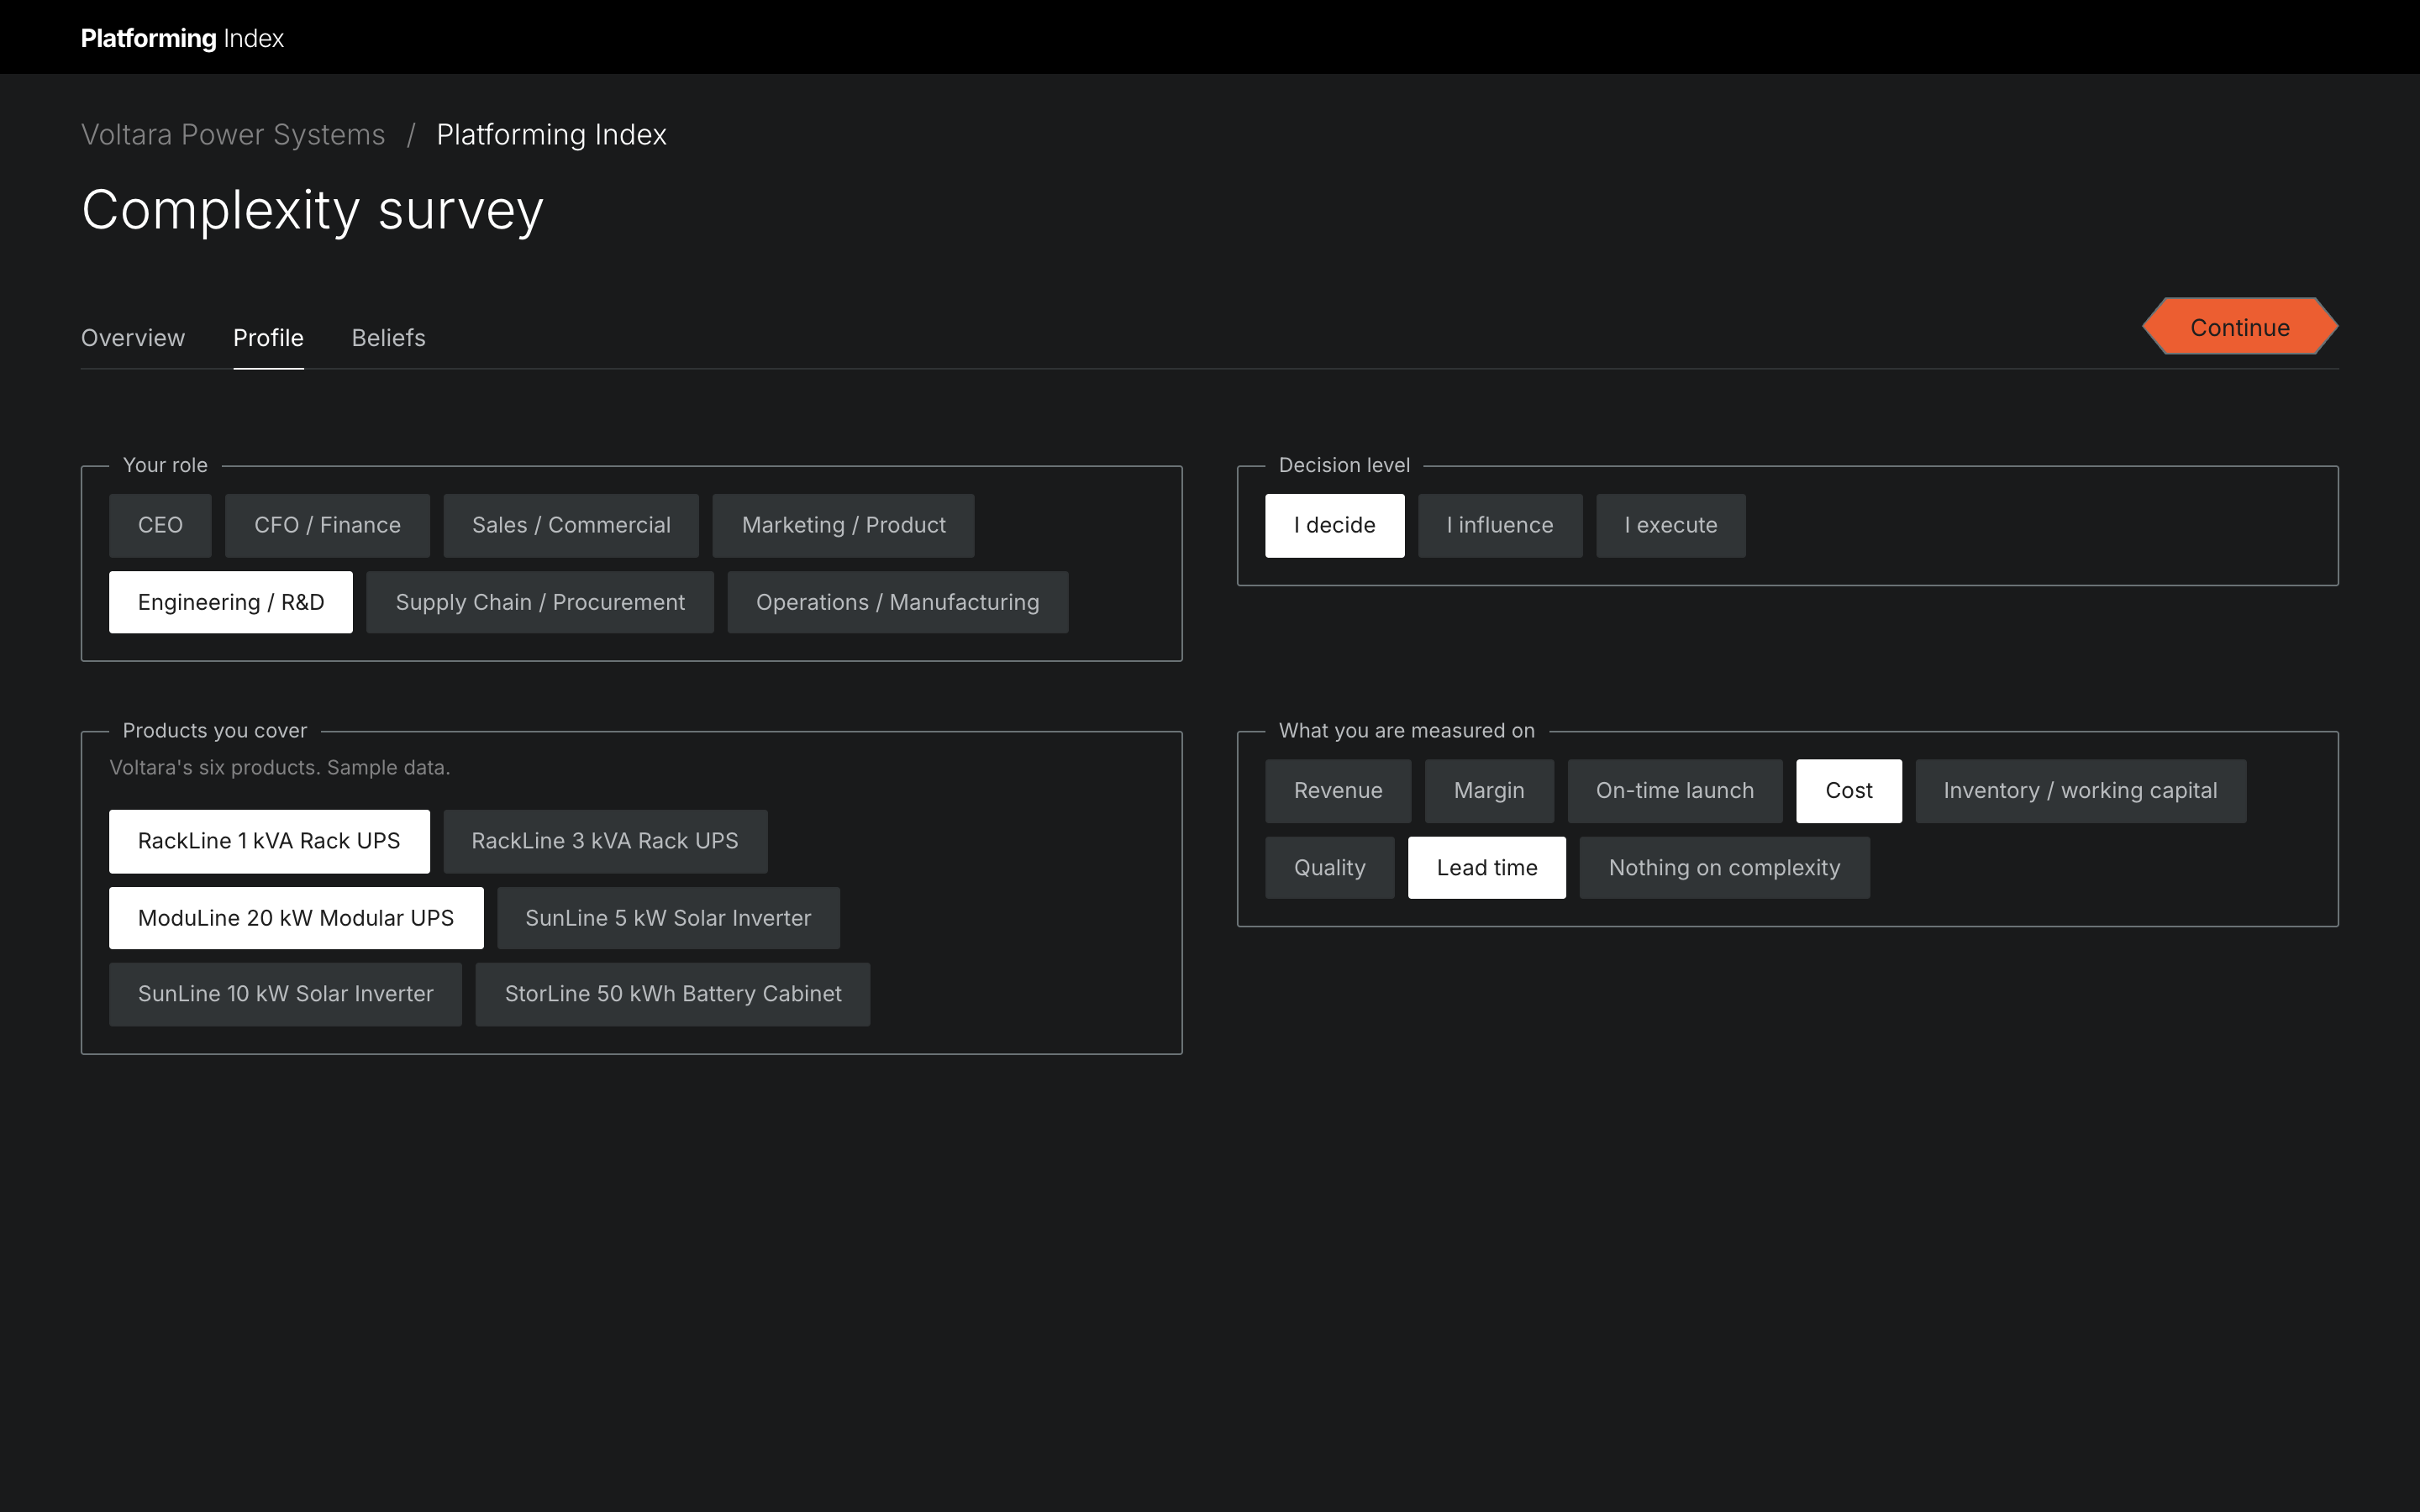 Platforming Index
Voltara Power Systems / Platforming Index
Complexity survey
Overview Profile Beliefs Continue
Your role
CEO CFO / Finance Sales / Commercial Marketing / Product
Engineering / R&D Supply Chain / Procurement Operations / Manufacturing
Decision level
I decide I influence I execute
Products you cover
Voltara's six products. Sample data.
RackLine 1 kVA Rack UPS RackLine 3 kVA Rack UPS
ModuLine 20 kW Modular UPS SunLine 5 kW Solar Inverter
SunLine 10 kW Solar Inverter StorLine 50 kWh Battery Cabinet
What you are measured on
Revenue Margin On-time launch Cost Inventory / working capital
Quality Lead time Nothing on complexity